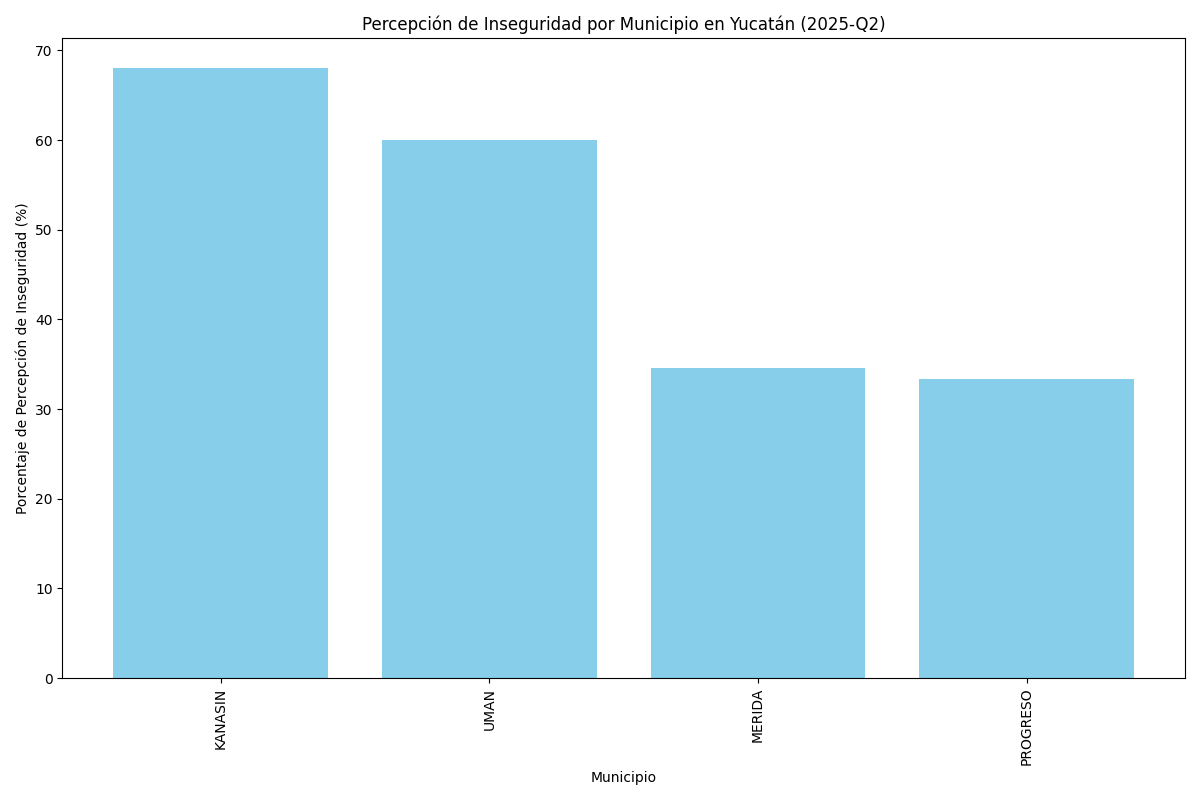 Percepción de Inseguridad por Municipio en Yucatán (2025-Q2)
Porcentaje de Percepción de Inseguridad (%)
70
60
50
40
30
20
10
0
KANASIN
UMAN
MERIDA
PROGRESO
Municipio